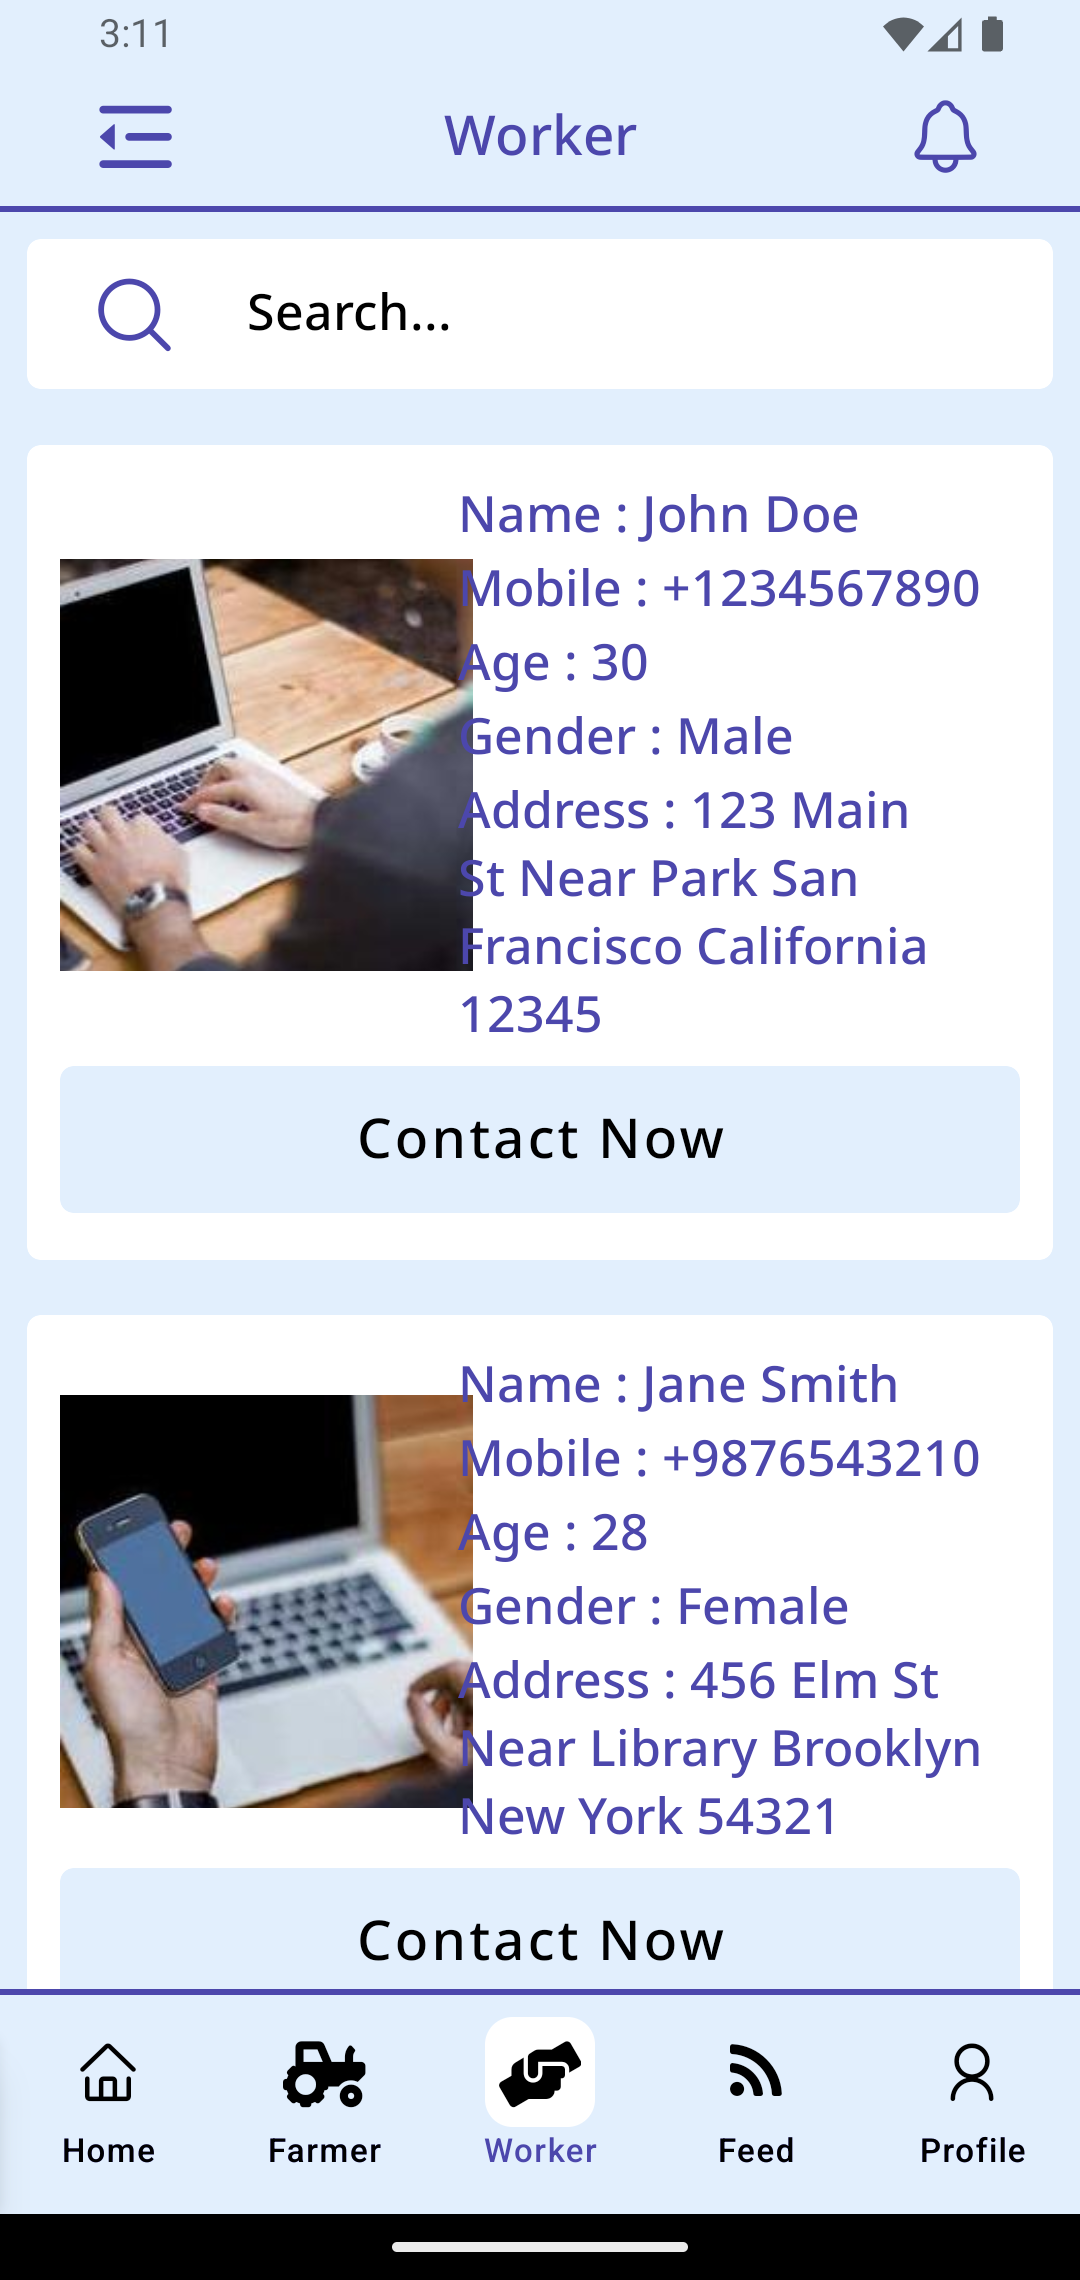 3:11
Worker
Search...
Name : John Doe
Mobile : +1234567890
Age : 30
Gender : Male
Address : 123 Main
St Near Park San
Francisco California
12345
Contact Now
Name : Jane Smith
Mobile : +9876543210
Age : 28
Gender : Female
Address : 456 Elm St
Near Library Brooklyn
New York 54321
Contact Now
Home
Farmer
Worker
Feed
Profile